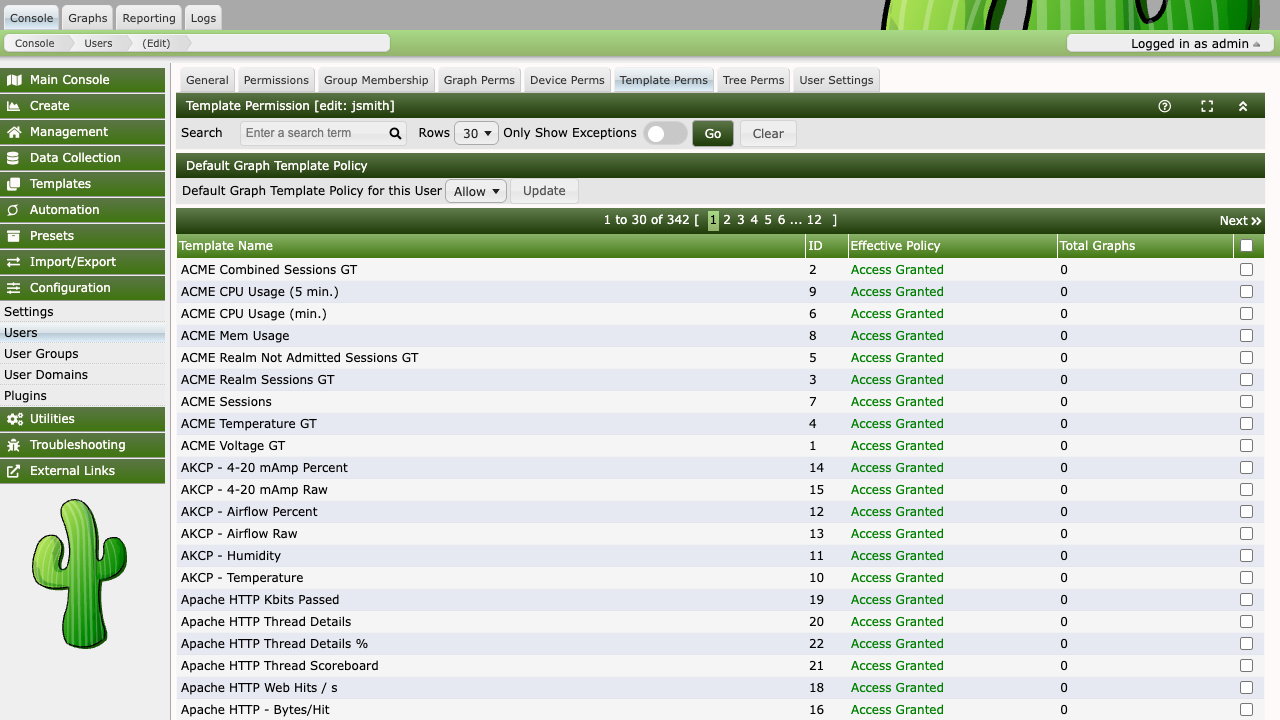 Console Graphs Reporting Logs
Console Users (Edit) Logged in as admin
Main Console
Create
Management
Data Collection
Templates
Automation
Presets
Import/Export
Configuration
Settings
Users
User Groups
User Domains
Plugins
Utilities
Troubleshooting
External Links
General Permissions Group Membership Graph Perms Device Perms Template Perms Tree Perms User Settings
Template Permission [edit: jsmith]
Search Enter a search term Rows 30 Only Show Exceptions Go Clear
Default Graph Template Policy
Default Graph Template Policy for this User Allow Update
1 to 30 of 342 [ 1 2 3 4 5 6 ... 12 ] Next
Template Name ID Effective Policy Total Graphs
ACME Combined Sessions GT 2 Access Granted 0
ACME CPU Usage (5 min.) 9 Access Granted 0
ACME CPU Usage (min.) 6 Access Granted 0
ACME Mem Usage 8 Access Granted 0
ACME Realm Not Admitted Sessions GT 5 Access Granted 0
ACME Realm Sessions GT 3 Access Granted 0
ACME Sessions 7 Access Granted 0
ACME Temperature GT 4 Access Granted 0
ACME Voltage GT 1 Access Granted 0
AKCP - 4-20 mAmp Percent 14 Access Granted 0
AKCP - 4-20 mAmp Raw 15 Access Granted 0
AKCP - Airflow Percent 12 Access Granted 0
AKCP - Airflow Raw 13 Access Granted 0
AKCP - Humidity 11 Access Granted 0
AKCP - Temperature 10 Access Granted 0
Apache HTTP Kbits Passed 19 Access Granted 0
Apache HTTP Thread Details 20 Access Granted 0
Apache HTTP Thread Details % 22 Access Granted 0
Apache HTTP Thread Scoreboard 21 Access Granted 0
Apache HTTP Web Hits / s 18 Access Granted 0
Apache HTTP - Bytes/Hit 16 Access Granted 0